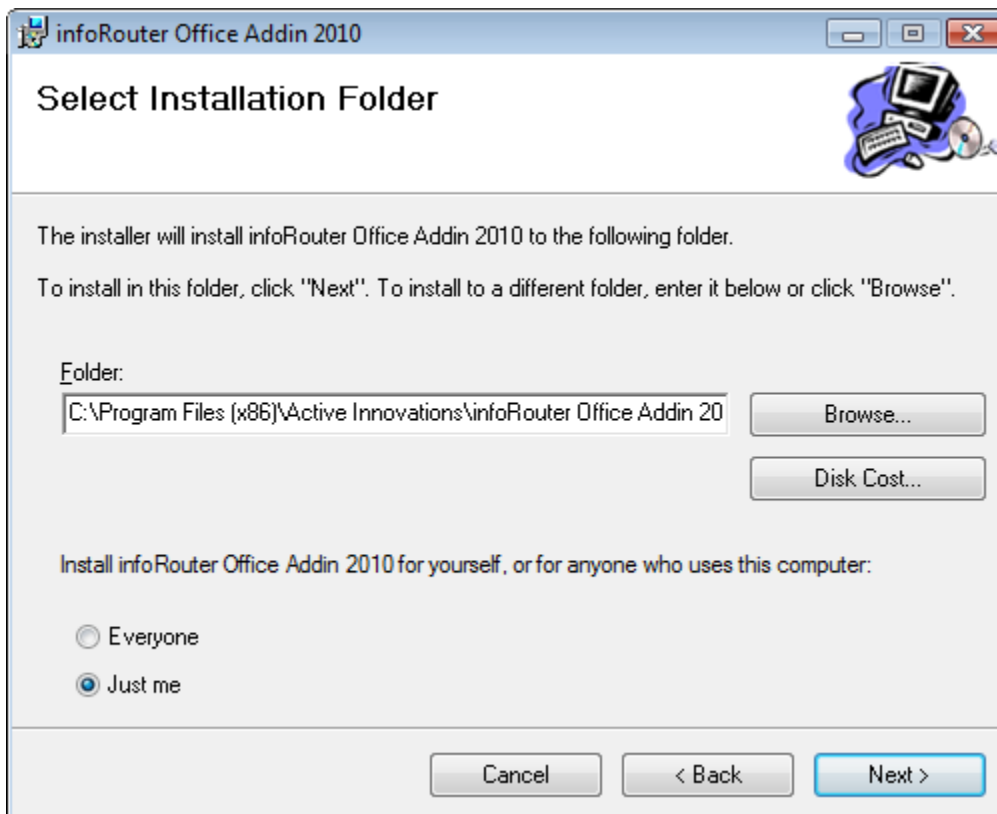 infoRouter Office Addin 2010
Select Installation Folder
The installer will install infoRouter Office Addin 2010 to the following folder.
To install in this folder, click "Next". To install to a different folder, enter it below or click "Browse".
Folder:
C:\Program Files (x86)\Active Innovations\infoRouter Office Addin 20
Browse...
Disk Cost...
Install infoRouter Office Addin 2010 for yourself, or for anyone who uses this computer:
Everyone
Just me
Cancel
< Back
Next >